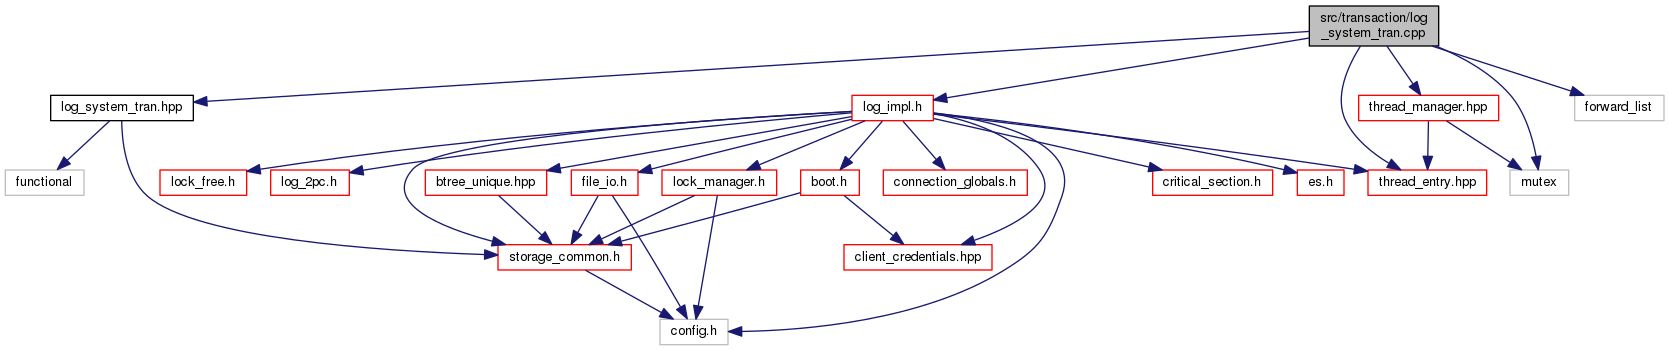 src/transaction/log
_system_tran.cpp
log_system_tran.hpp
log_impl.h
thread_manager.hpp
forward_list
functional
lock_free.h
log_2pc.h
btree_unique.hpp
file_io.h
lock_manager.h
boot.h
connection_globals.h
critical_section.h
es.h
thread_entry.hpp
mutex
storage_common.h
client_credentials.hpp
config.h